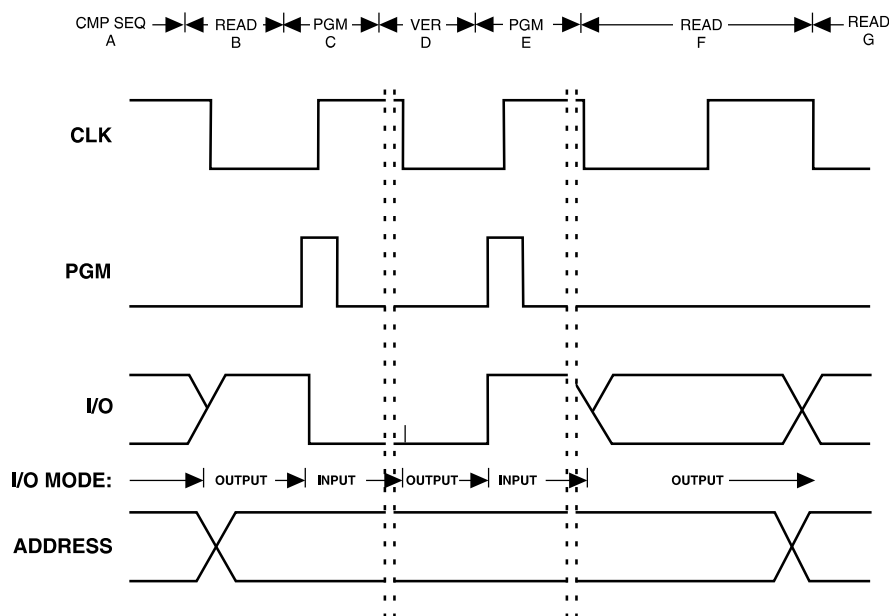 CMP SEQ READ PGM VER PGM READ READ
A B C D E F G
CLK
PGM
I/O
I/O MODE: OUTPUT INPUT OUTPUT INPUT OUTPUT
ADDRESS